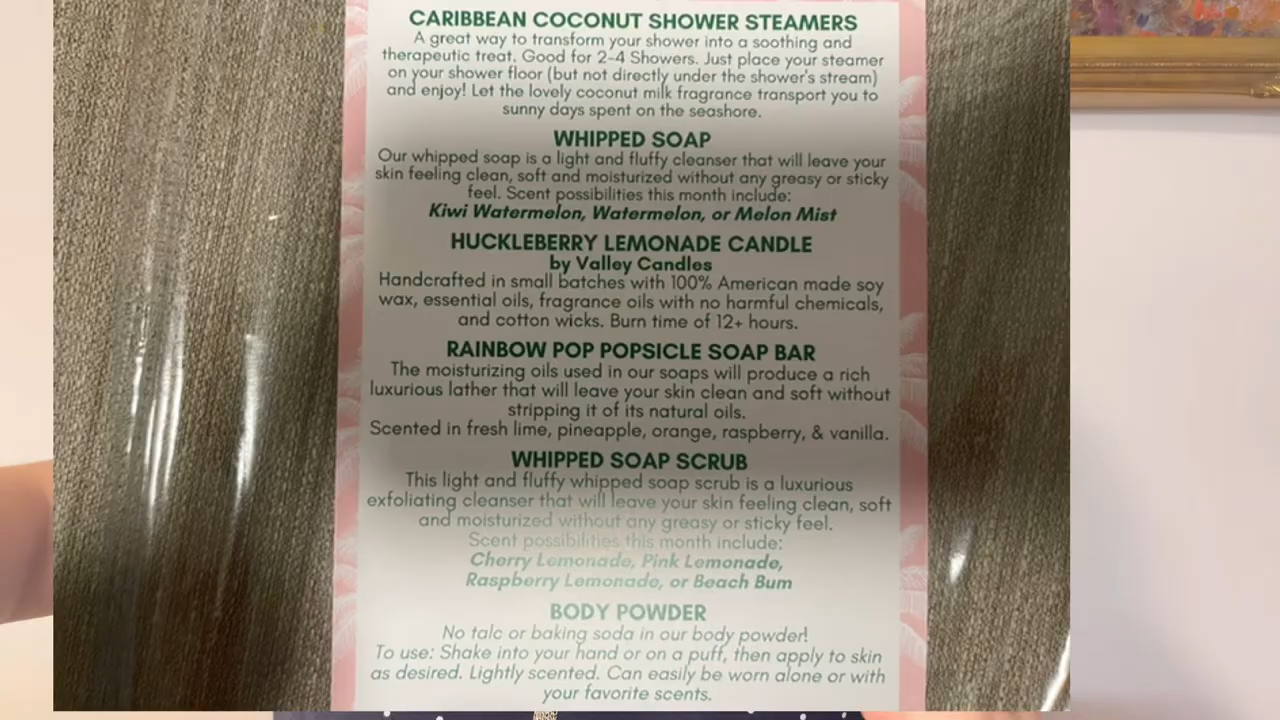 CARIBBEAN COCONUT SHOWER STEAMERS
A great way to transform your shower into a soothing and
therapeutic treat. Good for 2-4 Showers. Just place your steamer
on your shower floor (but not directly under the shower's stream)
and enjoy! Let the lovely coconut milk fragrance transport you to
sunny days spent on the seashore.
WHIPPED SOAP
Our whipped soap is a light and fluffy cleanser that will leave your
skin feeling clean, soft and moisturized without any greasy or sticky
feel. Scent possibilities this month include:
Kiwi Watermelon, Watermelon, or Melon Mist
HUCKLEBERRY LEMONADE CANDLE
by Valley Candles
Handcrafted in small batches with 100% American made soy
wax, essential oils, fragrance oils with no harmful chemicals,
and cotton wicks. Burn time of 12+ hours.
RAINBOW POP POPSICLE SOAP BAR
The moisturizing oils used in our soaps will produce a rich
luxurious lather that will leave your skin clean and soft without
stripping it of its natural oils.
Scented in fresh lime, pineapple, orange, raspberry, & vanilla.
WHIPPED SOAP SCRUB
This light and fluffy whipped soap scrub is a luxurious
exfoliating cleanser that will leave your skin feeling clean, soft
and moisturized without any greasy or sticky feel.
Scent possibilities this month include:
Cherry Lemonade, Pink Lemonade,
Raspberry Lemonade, or Beach Bum
BODY POWDER
No talc or baking soda in our body powder!
To use: Shake into your hand or on a puff, then apply to skin
as desired. Lightly scented. Can easily be worn alone or with
your favorite scents.